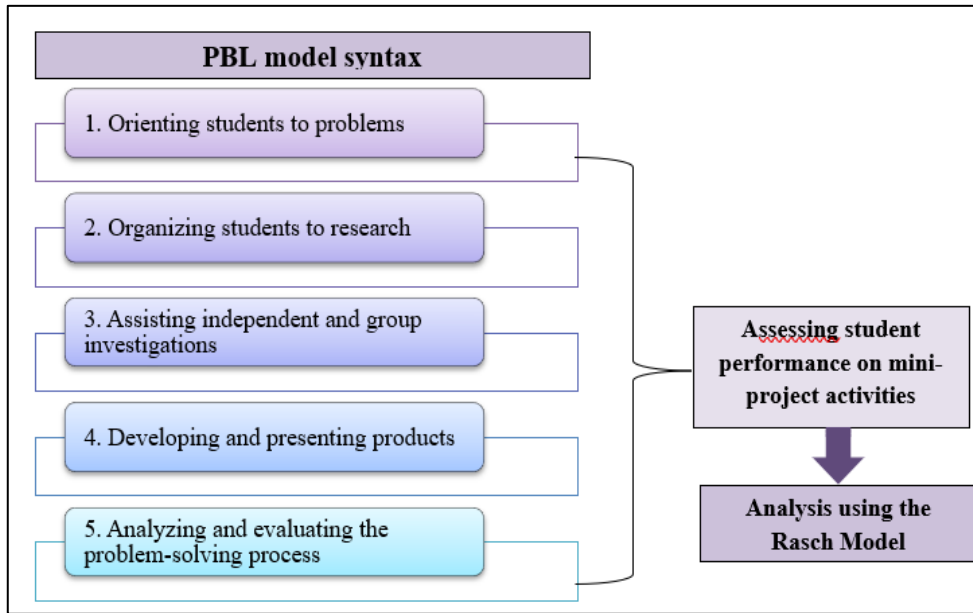 PBL model syntax
1. Orienting students to problems
2. Organizing students to research
3. Assisting independent and group
investigations
4. Developing and presenting products
5. Analyzing and evaluating the
problem-solving process
Assessing student
performance on mini-
project activities
Analysis using the
Rasch Model